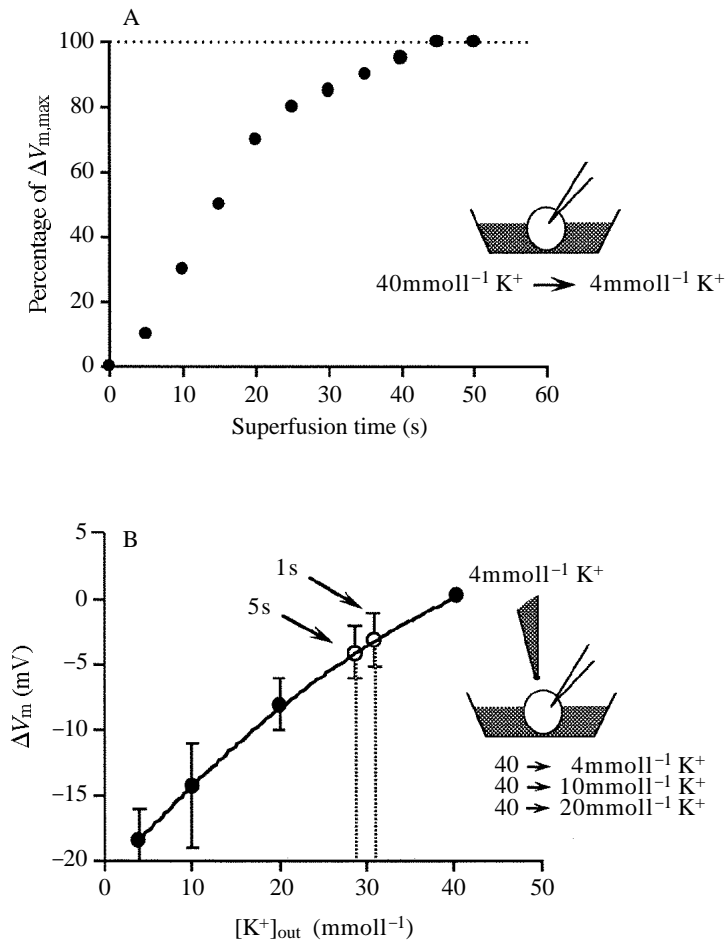 A
100
80
60
40
20
0
Percentage of ΔVm,max
40mmoll⁻¹ K⁺ → 4mmoll⁻¹ K⁺
0 10 20 30 40 50 60
Superfusion time (s)
B
5
0
−5
−10
−15
−20
ΔVm (mV)
1s
5s
4mmoll⁻¹ K⁺
40 → 4mmoll⁻¹ K⁺
40 → 10mmoll⁻¹ K⁺
40 → 20mmoll⁻¹ K⁺
0 10 20 30 40 50
[K⁺]out (mmoll⁻¹)